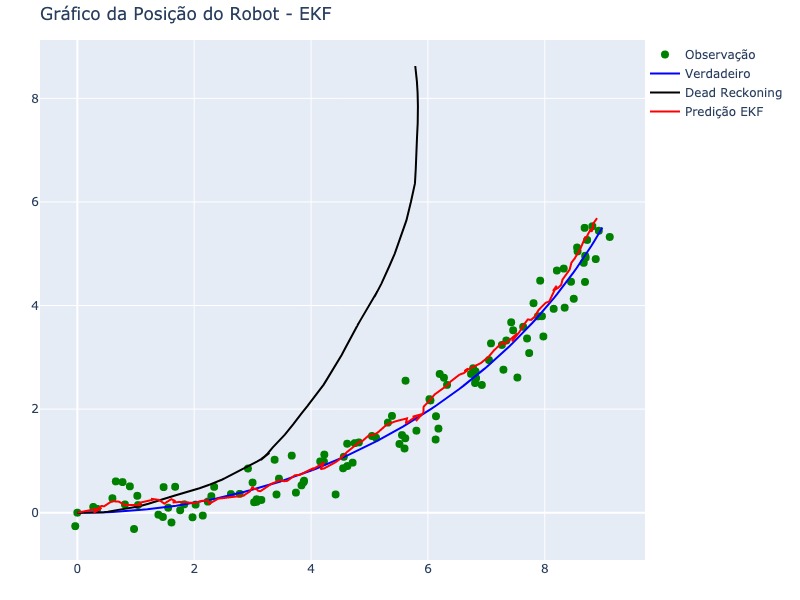 Gráfico da Posição do Robot - EKF
Observação
Verdadeiro
Dead Reckoning
Predição EKF
8
6
4
2
0
0 2 4 6 8